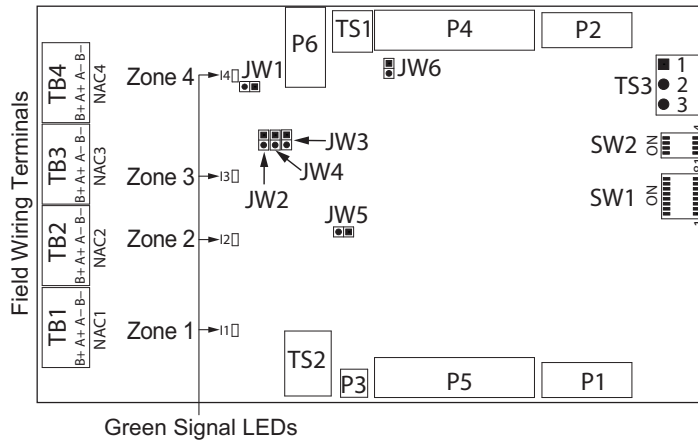 P6
TS1
P4
P2
TB4
B+ A+ A- B-
NAC4
Zone 4
I4
JW1
JW6
TS3
1
2
3
TB3
B+ A+ A- B-
NAC3
Zone 3
I3
JW3
JW4
JW2
SW2
ON
SW1
ON
8
1
Field Wiring Terminals
TB2
B+ A+ A- B-
NAC2
Zone 2
I2
JW5
TB1
B+ A+ A- B-
NAC1
Zone 1
I1
TS2
P3
P5
P1
Green Signal LEDs